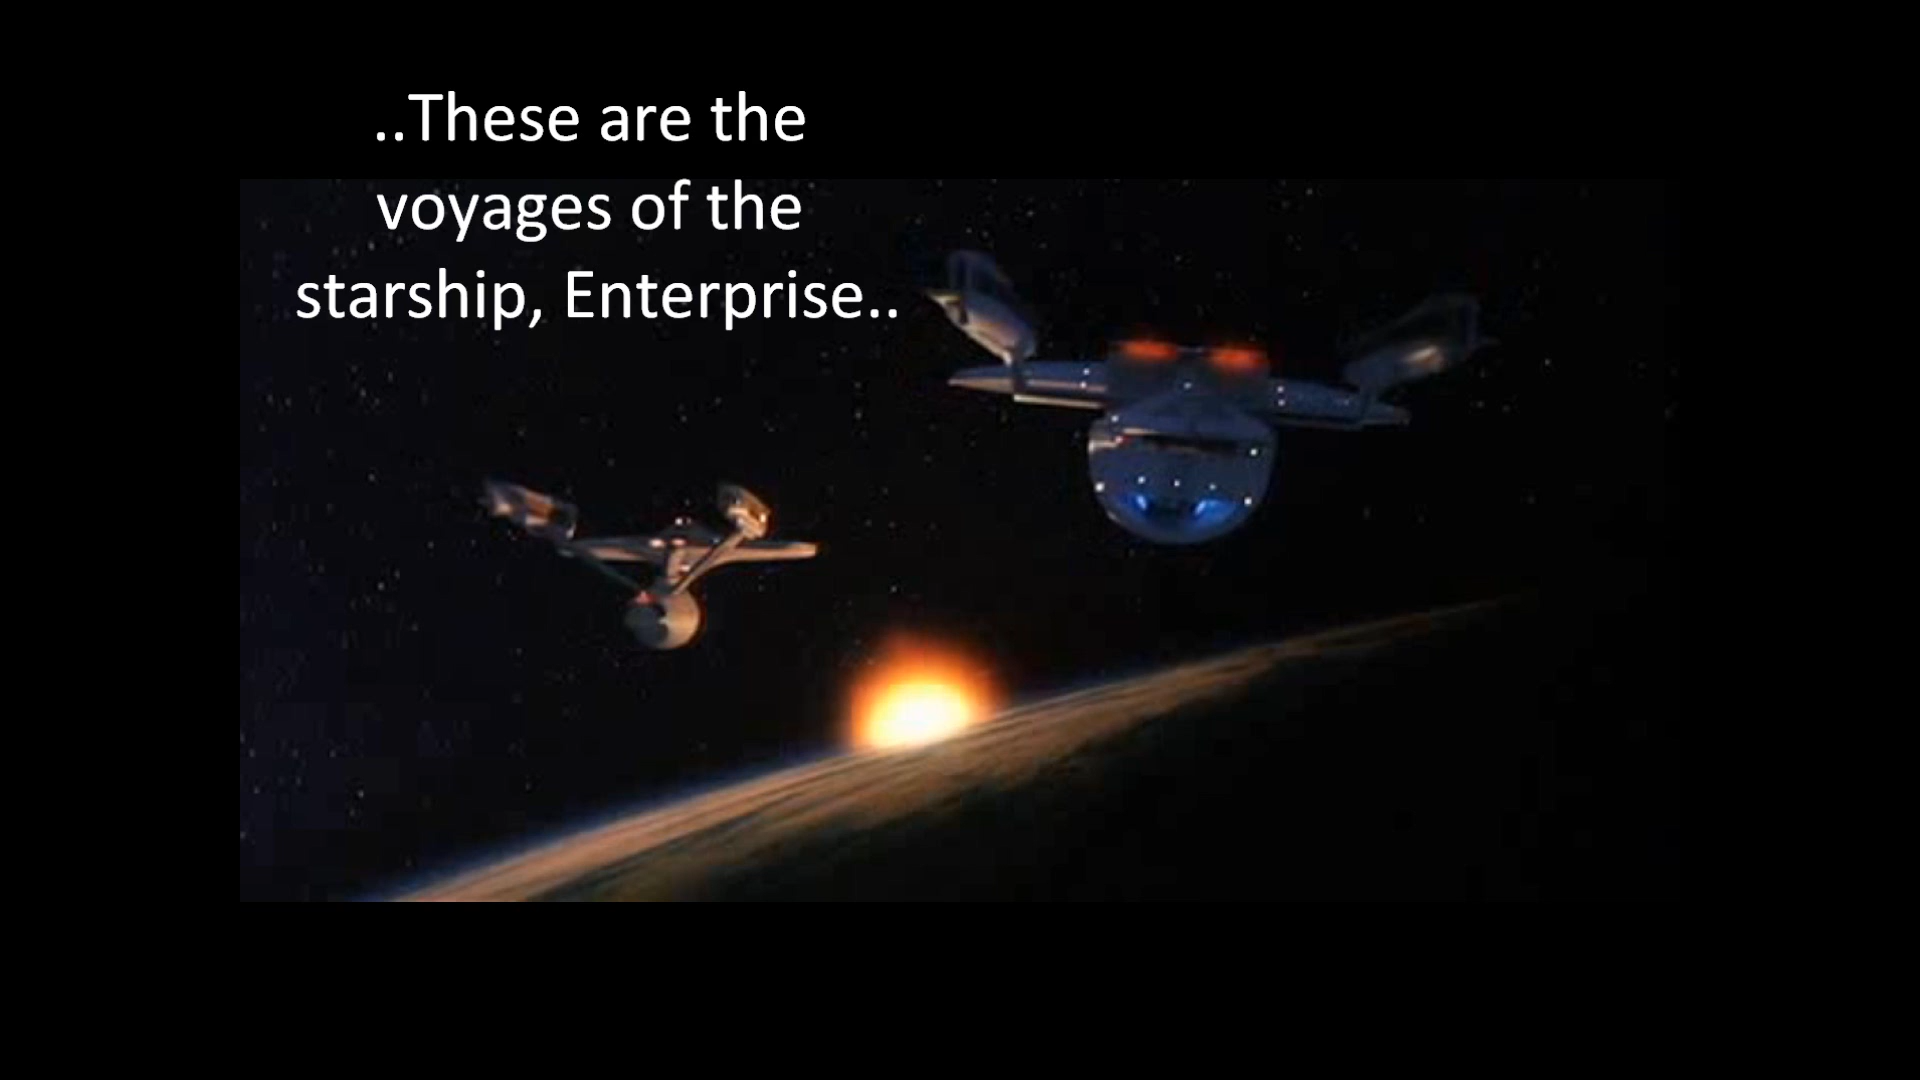 ..These are the
voyages of the
starship, Enterprise..